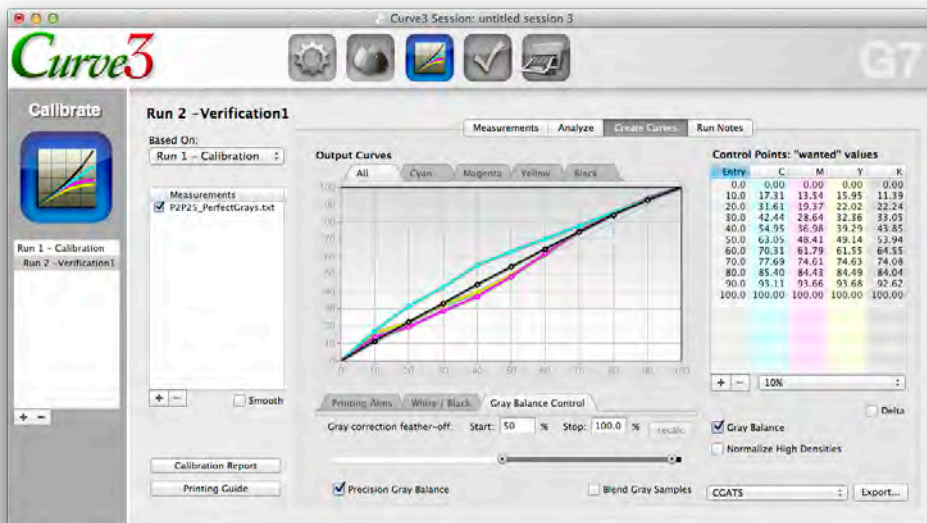 Curve3 Session: untitled session 3
Curve3
G7
Calibrate
Run 1 - Calibration
Run 2 -Verification1
+ -
Run 2 -Verification1
Based On:
Run 1 - Calibration
Measurements
P2P25_PerfectGrays.txt
+ -
Smooth
Calibration Report
Printing Guide
Measurements Analyze Create Curves Run Notes
Output Curves
All Cyan Magenta Yellow Black
100
90
80
70
60
50
40
30
20
10
0
0 10 20 30 40 50 60 70 80 90 100
Printing Aims White / Black Gray Balance Control
Gray correction feather-off: Start: 50 % Stop: 100.0 % recalc
Precision Gray Balance
Blend Gray Samples
Control Points: "wanted" values
Entry C M Y K
0.0 0.00 0.00 0.00 0.00
10.0 17.31 13.54 15.95 11.39
20.0 31.61 19.37 22.02 22.24
30.0 42.44 28.64 32.36 33.05
40.0 54.95 36.98 39.29 43.85
50.0 63.05 48.41 49.14 53.94
60.0 70.31 61.79 61.55 64.55
70.0 77.69 74.61 74.63 74.08
80.0 85.40 84.43 84.49 84.04
90.0 93.11 93.66 93.68 92.62
100.0 100.00 100.00 100.00 100.00
+ - 10%
Delta
Gray Balance
Normalize High Densities
CGATS Export...